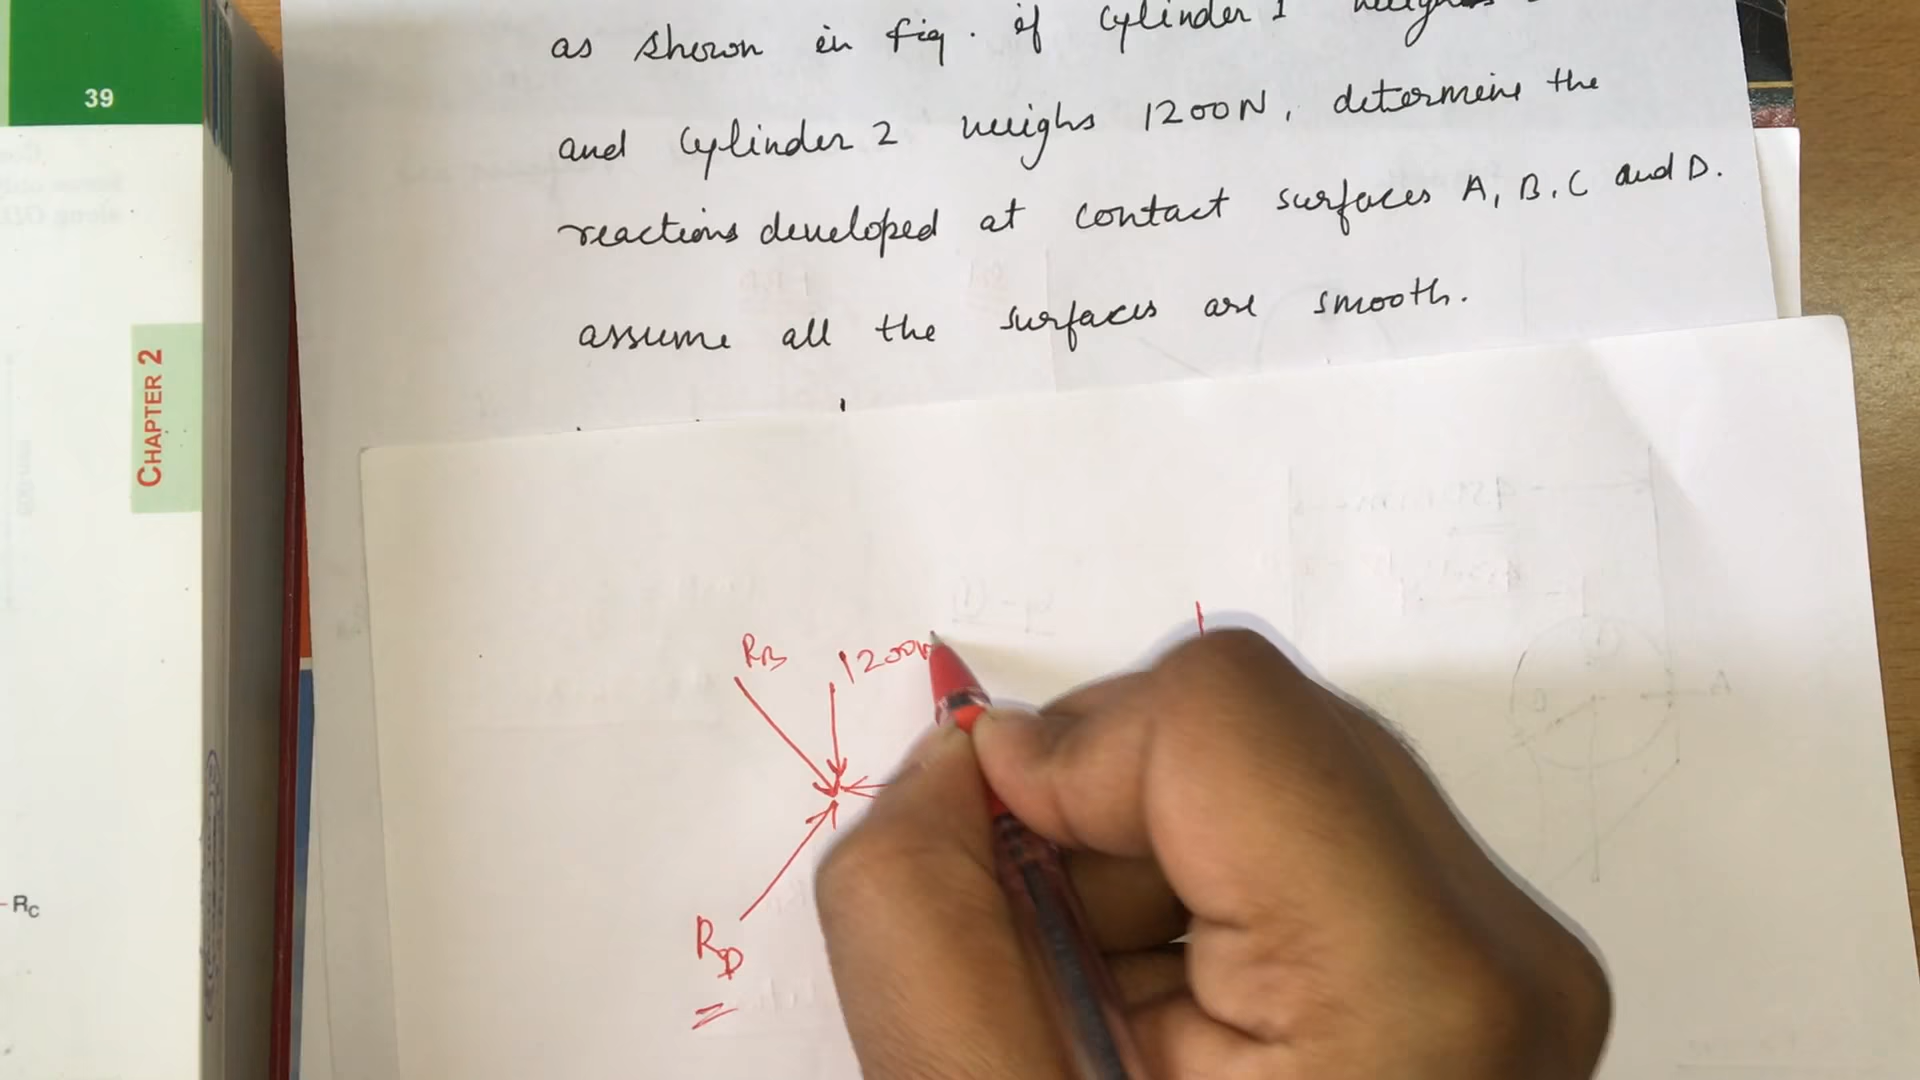 39
as shown in fig. if Cylinder 1 weighs
and Cylinder 2 weighs 1200N, determine the
reactions developed at contact surfaces A, B, C and D.
assume all the surfaces are smooth.
CHAPTER 2
RB 1200N
RC
RD